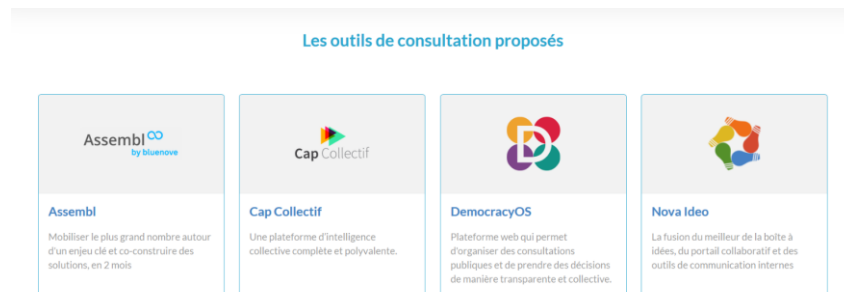 Les outils de consultation proposés
Assembl
by bluenove
Cap Collectif
D
Assembl
Mobiliser le plus grand nombre autour
d'un enjeu clé et co-construire des
solutions, en 2 mois
Cap Collectif
Une plateforme d'intelligence
collective complète et polyvalente.
DemocracyOS
Plateforme web qui permet
d'organiser des consultations
publiques et de prendre des décisions
de manière transparente et collective.
Nova Ideo
La fusion du meilleur de la boîte à
idées, du portail collaboratif et des
outils de communication internes